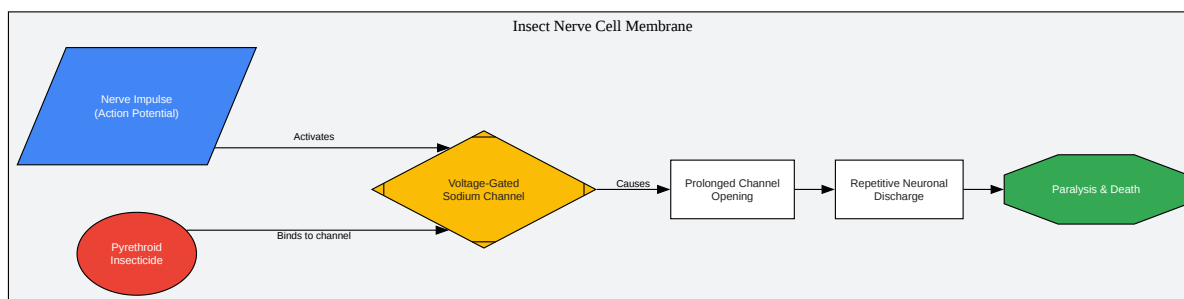 Insect Nerve Cell Membrane
Nerve Impulse
(Action Potential)
Activates
Voltage-Gated
Sodium Channel
Causes
Prolonged Channel
Opening
Repetitive Neuronal
Discharge
Paralysis & Death
Pyrethroid
Insecticide
Binds to channel